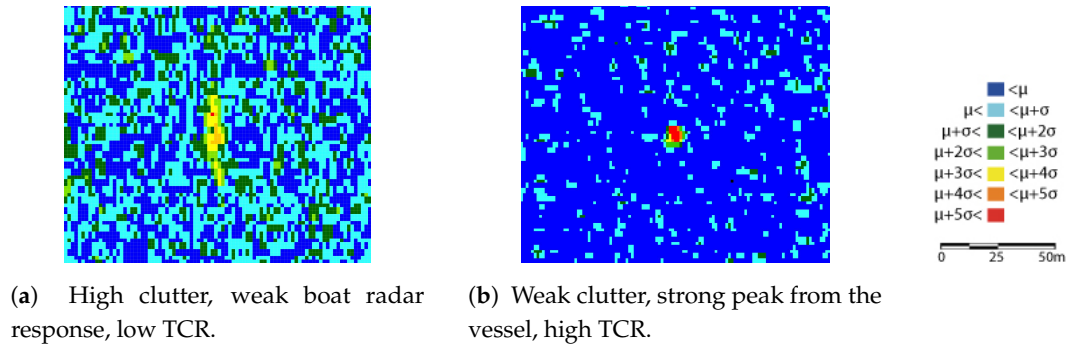 <μ
μ< <μ+σ
μ+σ< <μ+2σ
μ+2σ< <μ+3σ
μ+3σ< <μ+4σ
μ+4σ< <μ+5σ
μ+5σ<
0 25 50m
(a) High clutter, weak boat radar
response, low TCR.
(b) Weak clutter, strong peak from the
vessel, high TCR.